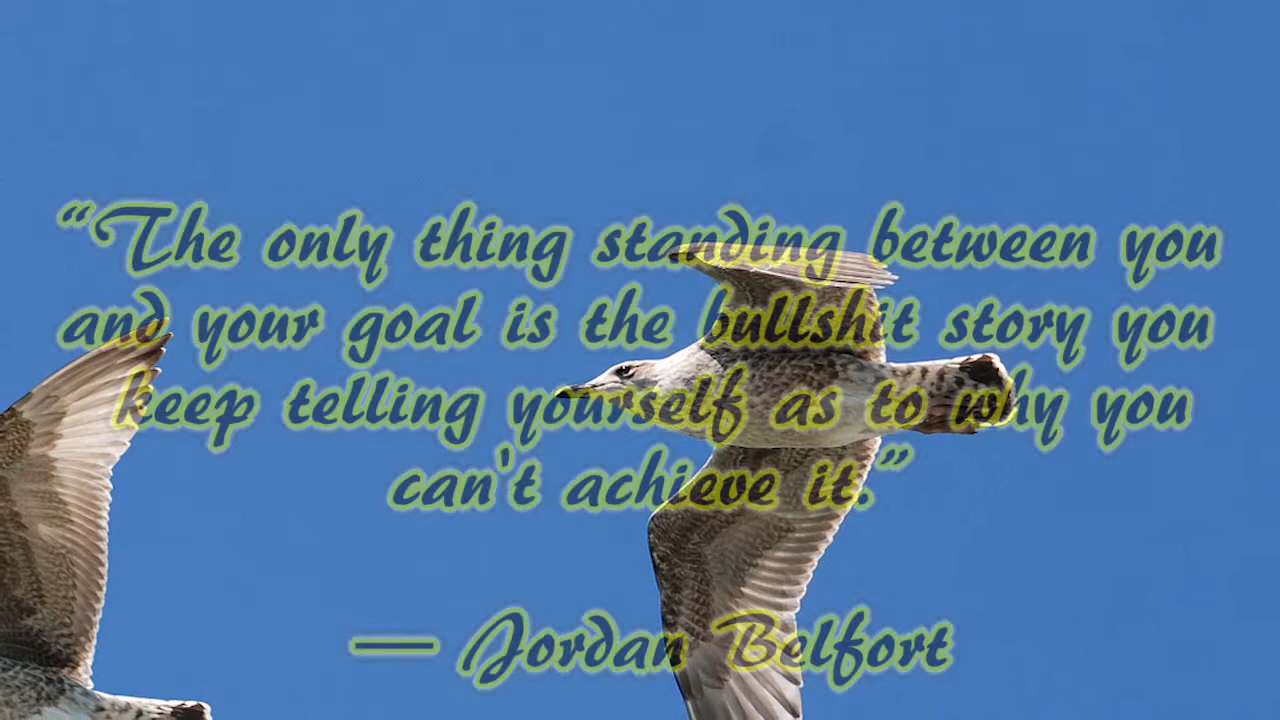 “The only thing standing between you
and your goal is the bullshit story you
keep telling yourself as to why you
can't achieve it.”
— Jordan Belfort